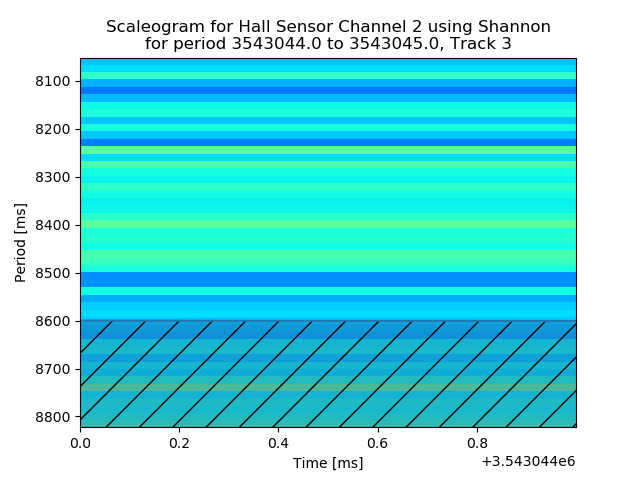 Scaleogram for Hall Sensor Channel 2 using Shannon
for period 3543044.0 to 3543045.0, Track 3
8100
8200
8300
8400
8500
8600
8700
8800
Period [ms]
0.0 0.2 0.4 0.6 0.8
Time [ms]
+3.543044e6